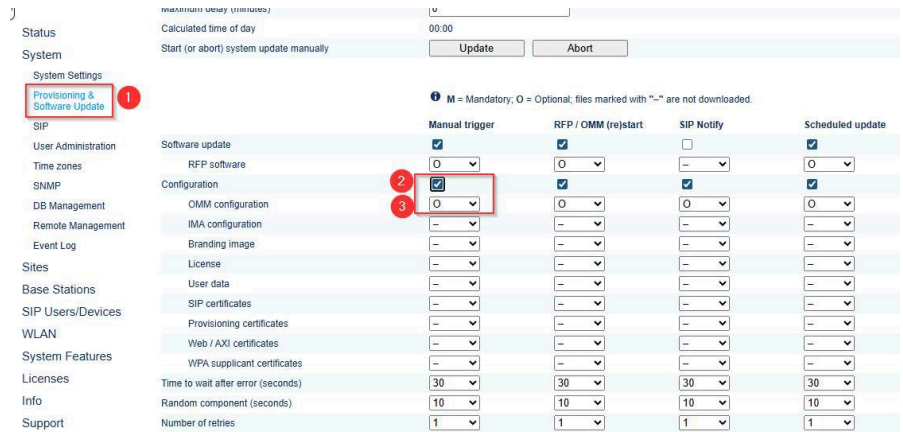 Maximum delay (minutes) 0
Status Calculated time of day 00:00
System Start (or abort) system update manually Update Abort
System Settings
Provisioning &
Software Update 1 M = Mandatory; O = Optional; files marked with "–" are not downloaded.
Manual trigger RFP / OMM (re)start SIP Notify Scheduled update
SIP
User Administration Software update
Time zones RFP software O O – O
SNMP Configuration 2
DB Management OMM configuration 3 O O O O
Remote Management IMA configuration – – – –
Event Log Branding image – – – –
Sites License – – – –
Base Stations User data – – – –
SIP Users/Devices SIP certificates – – – –
Provisioning certificates – – – –
WLAN Web / AXI certificates – – – –
System Features WPA supplicant certificates – – – –
Licenses Time to wait after error (seconds) 30 30 30 30
Info Random component (seconds) 10 10 10 10
Support Number of retries 1 1 1 1